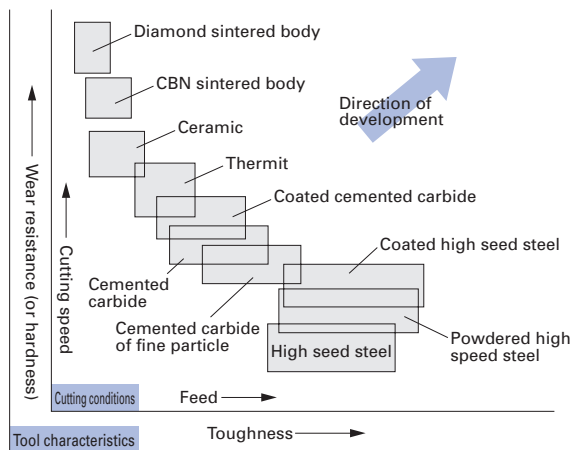 Diamond sintered body
CBN sintered body
Direction of
development
Ceramic
Thermit
Coated cemented carbide
Coated high seed steel
Cemented
carbide
Cemented carbide
of fine particle
High seed steel
Powdered high
speed steel
Wear resistance (or hardness)
Cutting speed
Cutting conditions
Feed
Tool characteristics
Toughness